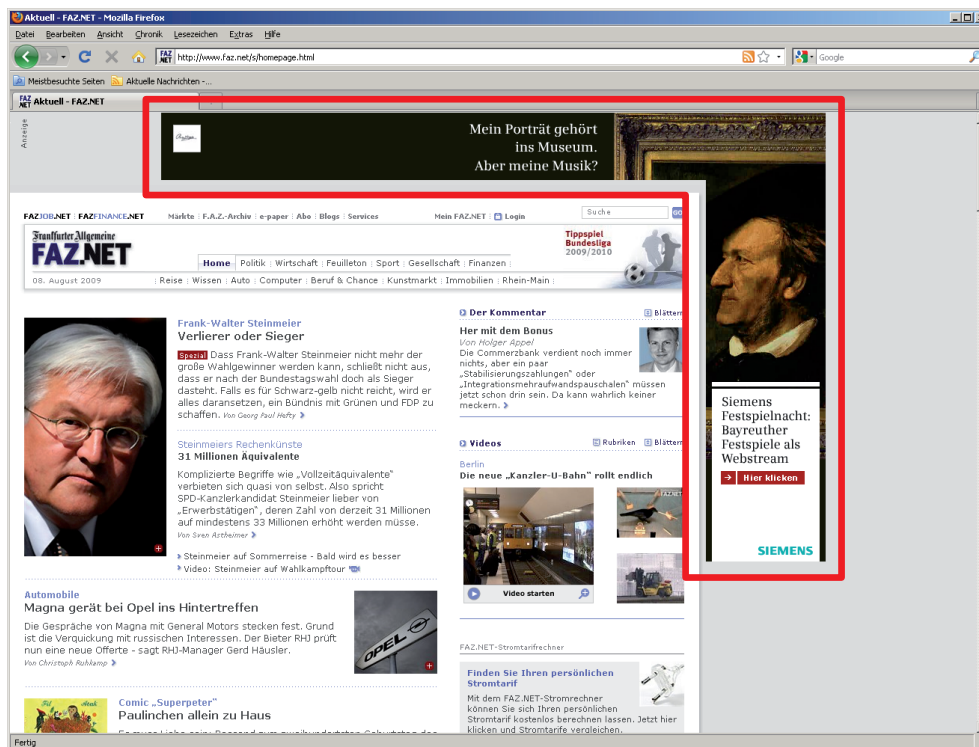 Aktuell - FAZ.NET - Mozilla Firefox
Datei Bearbeiten Ansicht Chronik Lesezeichen Extras Hilfe
FAZ NET http://www.faz.net/s/homepage.html
Google
Meistbesuchte Seiten Aktuelle Nachrichten -...
FAZ NET Aktuell - FAZ.NET
Anzeige
Mein Porträt gehört
ins Museum.
Aber meine Musik?
FAZJOB.NET FAZFINANCE.NET Märkte F.A.Z.-Archiv e-paper Abo Blogs Services Mein FAZ.NET Login Suche GO
Frankfurter Allgemeine
FAZ.NET
Tippspiel
Bundesliga
2009/2010
Home Politik Wirtschaft Feuilleton Sport Gesellschaft Finanzen
08. August 2009 Reise Wissen Auto Computer Beruf & Chance Kunstmarkt Immobilien Rhein-Main
Frank-Walter Steinmeier
Verlierer oder Sieger
Spezial Dass Frank-Walter Steinmeier nicht mehr der
große Wahlgewinner werden kann, schließt nicht aus,
dass er nach der Bundestagswahl doch als Sieger
dasteht. Falls es für Schwarz-gelb nicht reicht, wird er
alles daransetzen, ein Bündnis mit Grünen und FDP zu
schaffen. Von Georg Paul Hefty
Steinmeiers Rechenkünste
31 Millionen Äquivalente
Komplizierte Begriffe wie „Vollzeitäquivalente“
verbieten sich quasi von selbst. Also spricht
SPD-Kanzlerkandidat Steinmeier lieber von
„Erwerbstätigen“, deren Zahl von derzeit 31 Millionen
auf mindestens 33 Millionen erhöht werden müsse.
Von Sven Astheimer
Steinmeier auf Sommerreise - Bald wird es besser
Video: Steinmeier auf Wahlkampftour
Automobile
Magna gerät bei Opel ins Hintertreffen
Die Gespräche von Magna mit General Motors stecken fest. Grund
ist die Verquickung mit russischen Interessen. Der Bieter RHJ prüft
nun eine neue Offerte - sagt RHJ-Manager Gerd Häusler.
Von Christoph Ruhkamp
OPEL
Comic „Superpeter“
Paulinchen allein zu Haus
Der Kommentar Blättern
Her mit dem Bonus
Von Holger Appel
Die Commerzbank verdient noch immer
nichts, aber ein paar
„Stabilisierungszahlungen“ oder
„Integrationsmehraufwandspauschalen“ müssen
jetzt schon drin sein. Da kann wahrlich keiner
meckern.
Videos Rubriken Blättern
Berlin
Die neue „Kanzler-U-Bahn“ rollt endlich
FAZ.NET
Video starten
FAZ.NET-Stromtarifrechner
Finden Sie Ihren persönlichen
Stromtarif
Mit dem FAZ.NET-Stromrechner
können Sie sich Ihren persönlichen
Stromtarif kostenlos berechnen lassen. Jetzt hier
klicken und Stromtarife vergleichen.
Siemens
Festspielnacht:
Bayreuther
Festspiele als
Webstream
Hier klicken
SIEMENS
Fertig